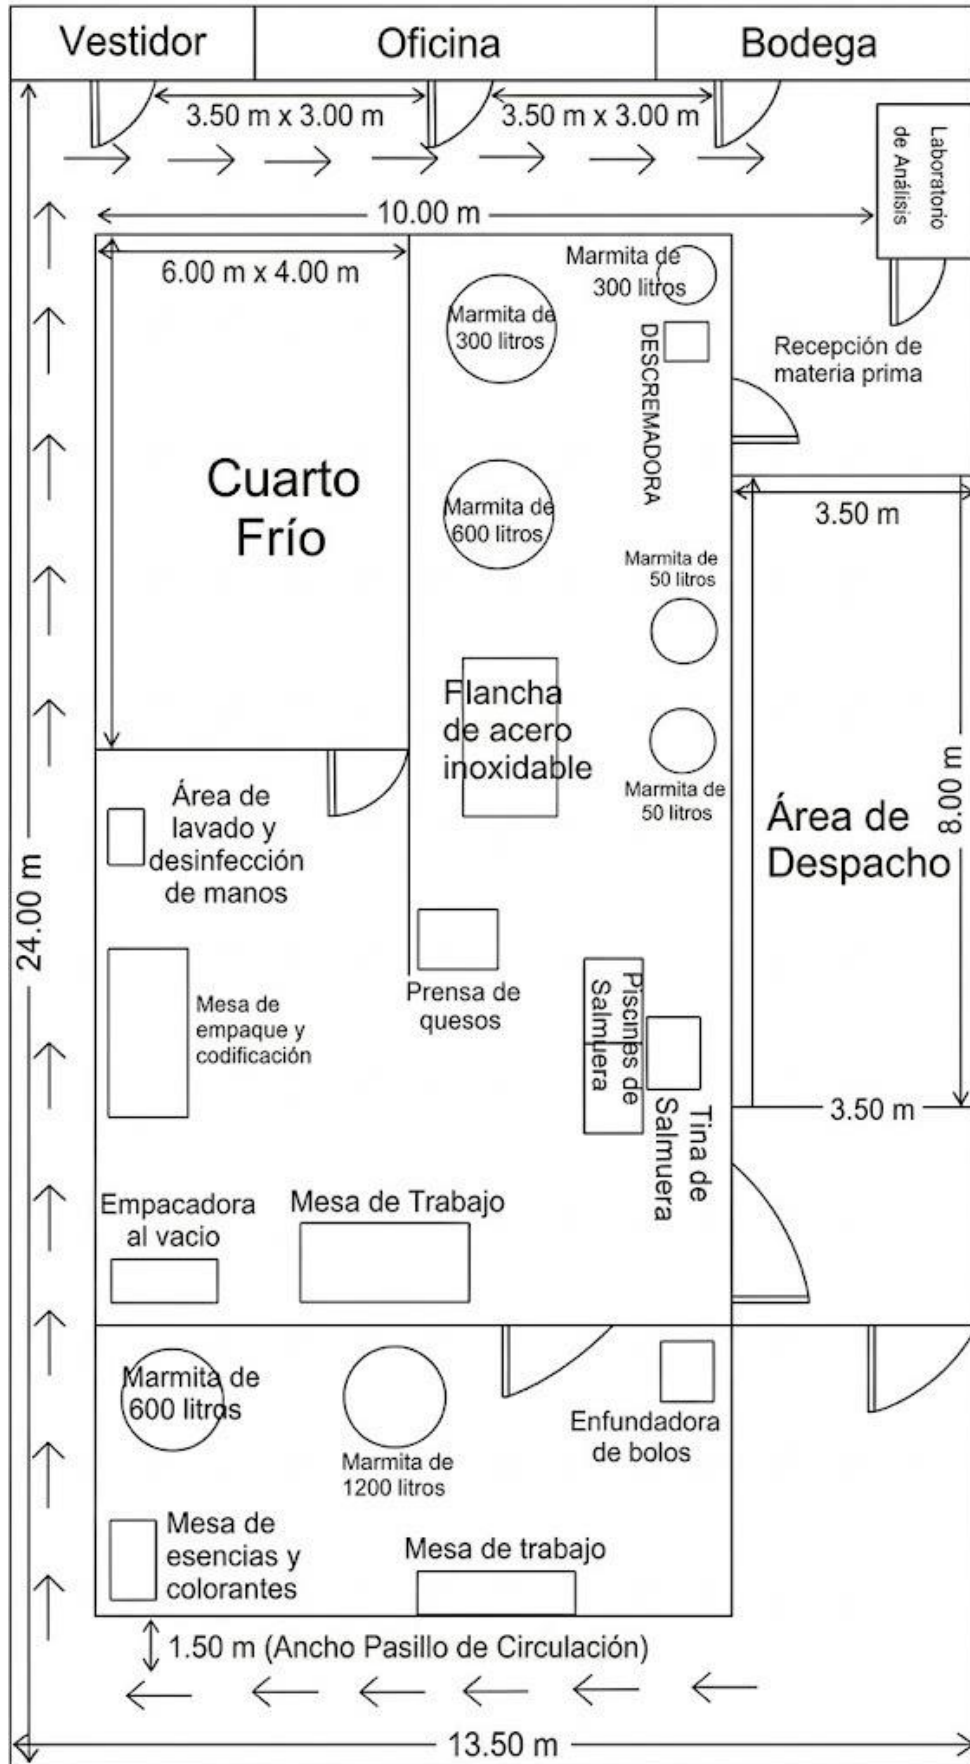 Vestidor
Oficina
Bodega
3.50 m x 3.00 m
3.50 m x 3.00 m
Laboratorio
de Análisis
10.00 m
6.00 m x 4.00 m
Marmita de
300 litros
Marmita de
300 litros
DESCREMADORA
Recepción de
materia prima
Cuarto
Frío
Marmita de
600 litros
3.50 m
Marmita de
50 litros
Flancha
de acero
inoxidable
Marmita de
50 litros
Área de
Despacho
8.00 m
Área de
lavado y
desinfección
de manos
24.00 m
Prensa de
quesos
Piscines de
Salmuera
Mesa de
empaque y
codificación
Tina de
Salmuera
3.50 m
Empacadora
al vacio
Mesa de Trabajo
Marmita de
600 litros
Marmita de
1200 litros
Enfundadora
de bolos
Mesa de
esencias y
colorantes
Mesa de trabajo
1.50 m (Ancho Pasillo de Circulación)
13.50 m